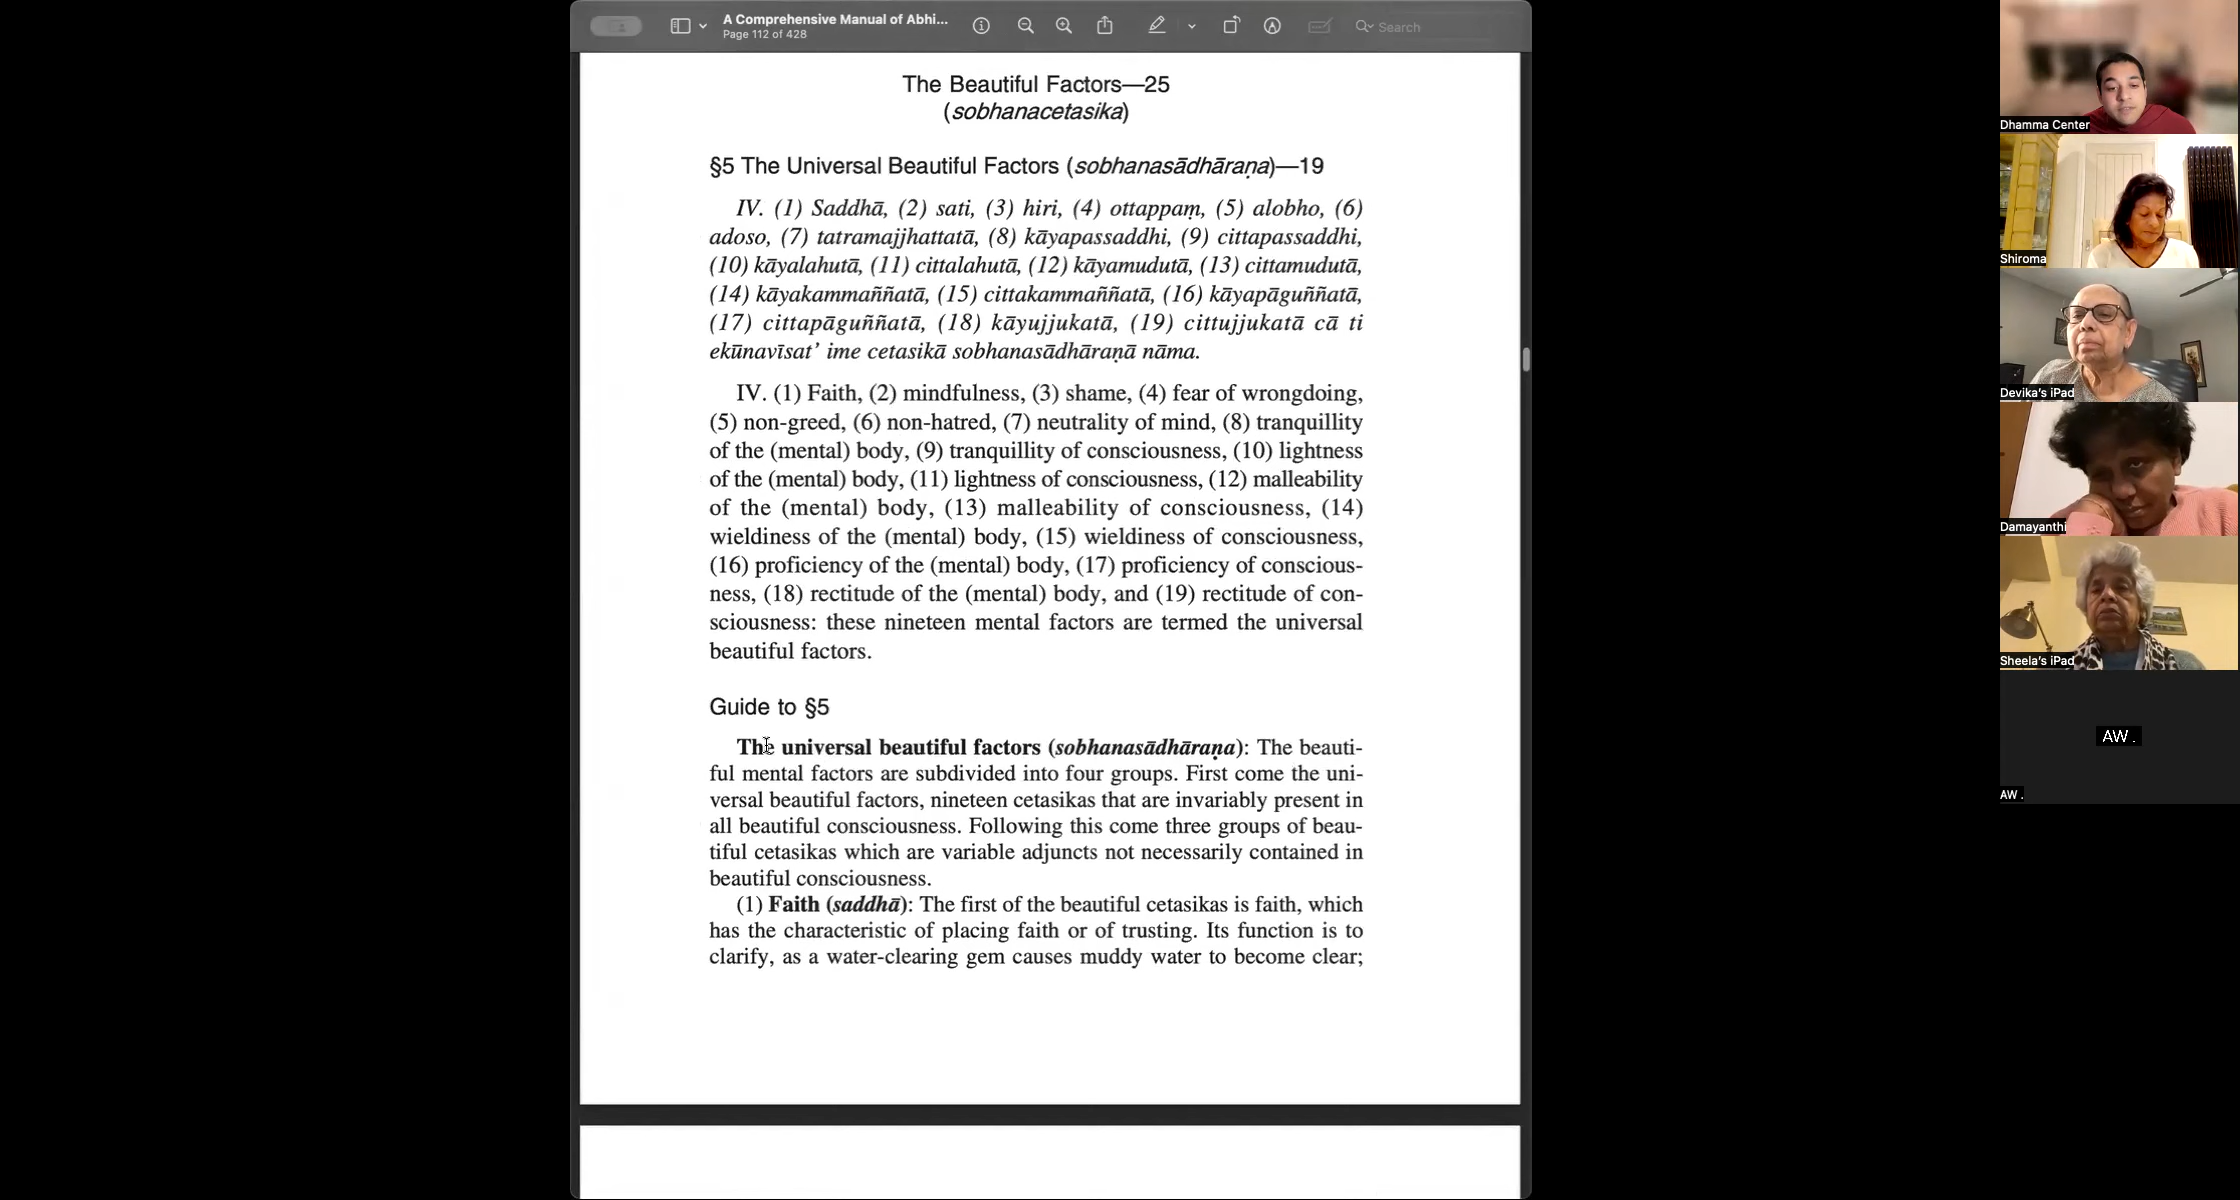 A Comprehensive Manual of Abhi...
Page 112 of 428
Search
The Beautiful Factors—25
(sobhanacetasika)
§5 The Universal Beautiful Factors (sobhanasādhāraṇa)—19
IV. (1) Saddhā, (2) sati, (3) hiri, (4) ottappaṃ, (5) alobho, (6)
adoso, (7) tatramajjhattatā, (8) kāyapassaddhi, (9) cittapassaddhi,
(10) kāyalahutā, (11) cittalahutā, (12) kāyamudutā, (13) cittamudutā,
(14) kāyakammaññatā, (15) cittakammaññatā, (16) kāyapāguññatā,
(17) cittapāguññatā, (18) kāyujjukatā, (19) cittujjukatā cā ti
ekūnavīsat’ ime cetasikā sobhanasādhāraṇā nāma.
IV. (1) Faith, (2) mindfulness, (3) shame, (4) fear of wrongdoing,
(5) non-greed, (6) non-hatred, (7) neutrality of mind, (8) tranquillity
of the (mental) body, (9) tranquillity of consciousness, (10) lightness
of the (mental) body, (11) lightness of consciousness, (12) malleability
of the (mental) body, (13) malleability of consciousness, (14)
wieldiness of the (mental) body, (15) wieldiness of consciousness,
(16) proficiency of the (mental) body, (17) proficiency of conscious-
ness, (18) rectitude of the (mental) body, and (19) rectitude of con-
sciousness: these nineteen mental factors are termed the universal
beautiful factors.
Guide to §5
The universal beautiful factors (sobhanasādhāraṇa): The beauti-
ful mental factors are subdivided into four groups. First come the uni-
versal beautiful factors, nineteen cetasikas that are invariably present in
all beautiful consciousness. Following this come three groups of beau-
tiful cetasikas which are variable adjuncts not necessarily contained in
beautiful consciousness.
(1) Faith (saddhā): The first of the beautiful cetasikas is faith, which
has the characteristic of placing faith or of trusting. Its function is to
clarify, as a water-clearing gem causes muddy water to become clear;
Dhamma Center
Shiroma
Devika’s iPad
Damayanthi
Sheela’s iPad
AW .
AW .